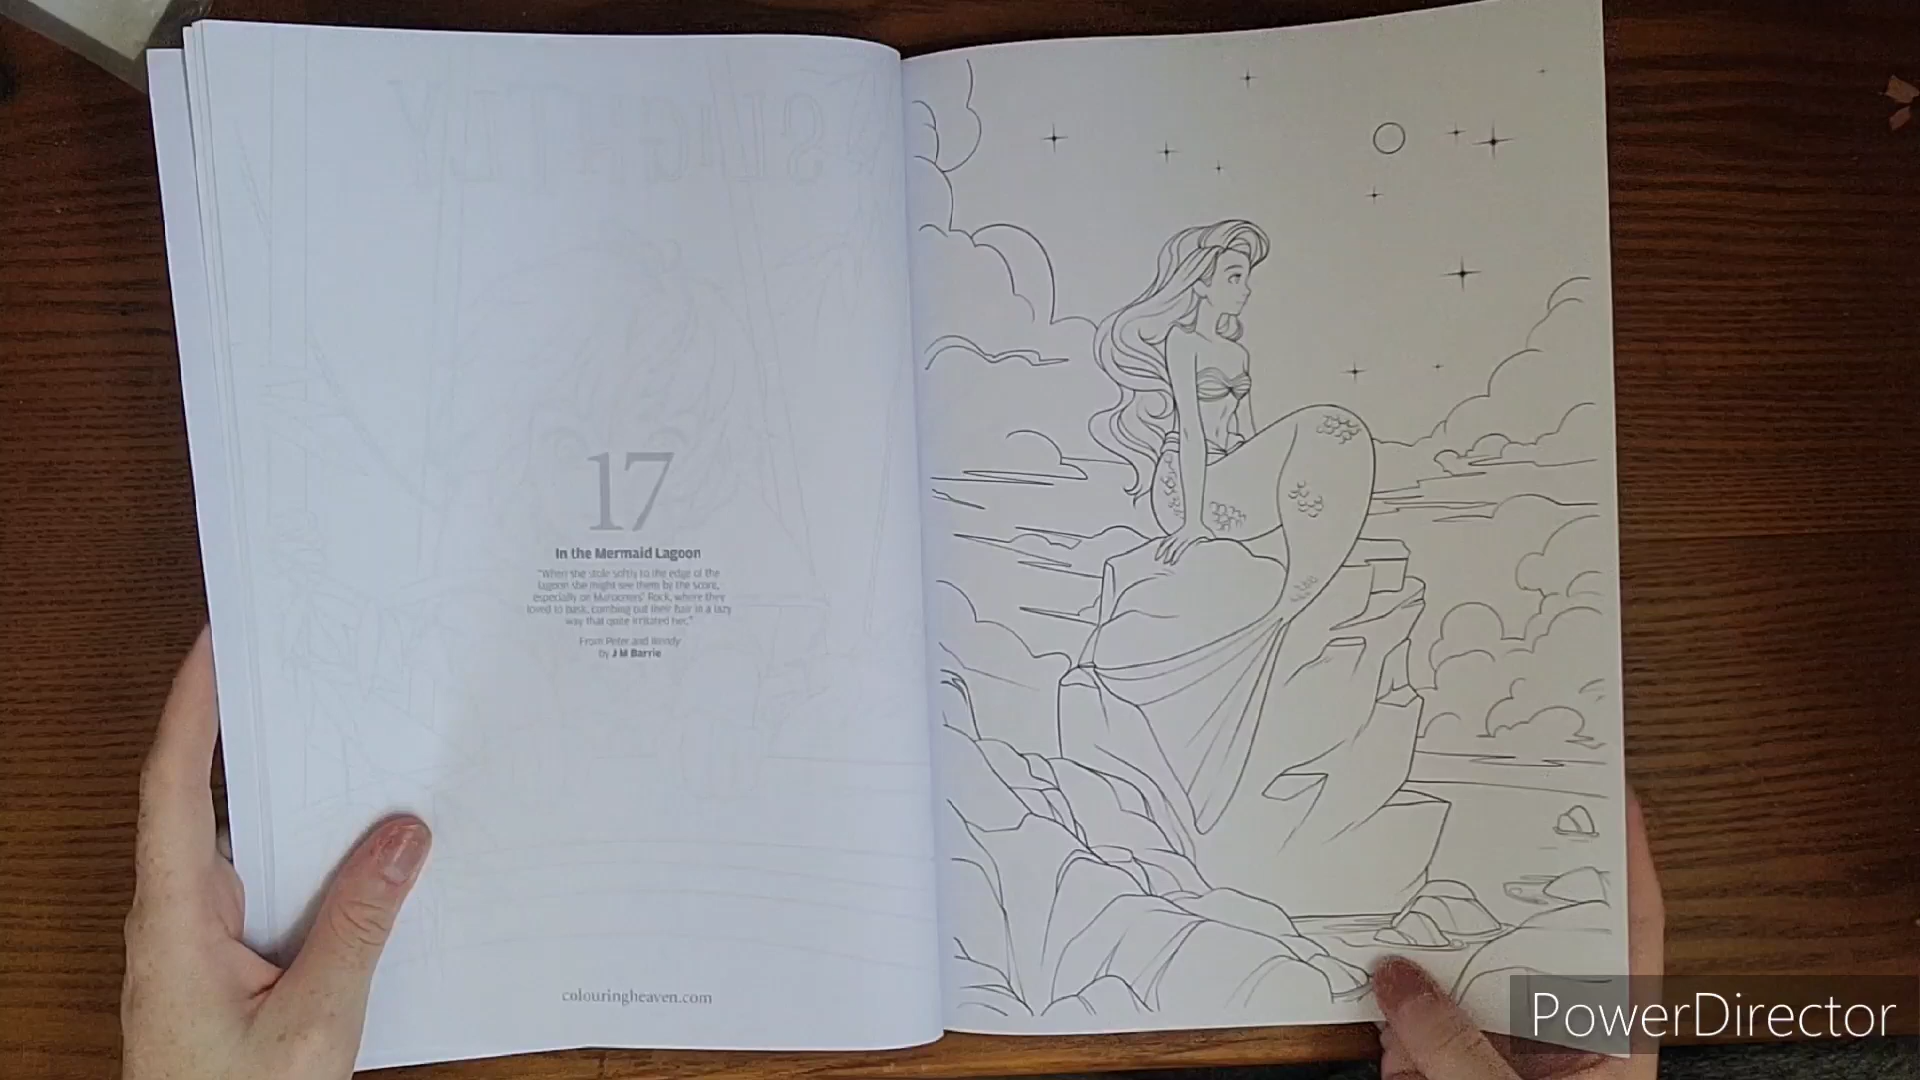 SLIGHTLY
17
In the Mermaid Lagoon
"When she stole softly to the edge of the
lagoon she might see them by the score,
especially on Marooners' Rock, where they
loved to bask, combing out their hair in a lazy
way that quite irritated her."
From Peter and Wendy
by J M Barrie
colouringheaven.com
PowerDirector